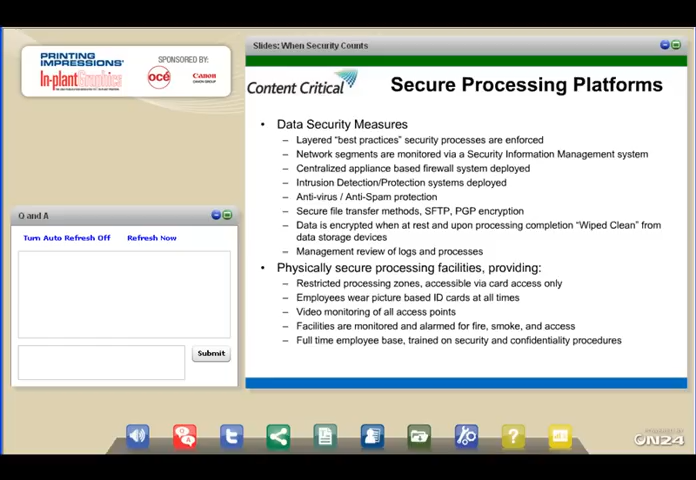 PRINTING
IMPRESSIONS
In-plantGraphics
SPONSORED BY:
océ
Canon
CANON GROUP
Slides: When Security Counts
Content Critical
Secure Processing Platforms
• Data Security Measures
– Layered “best practices” security processes are enforced
– Network segments are monitored via a Security Information Management system
– Centralized appliance based firewall system deployed
– Intrusion Detection/Protection systems deployed
– Anti-virus / Anti-Spam protection
– Secure file transfer methods, SFTP, PGP encryption
– Data is encrypted when at rest and upon processing completion “Wiped Clean” from
data storage devices
– Management review of logs and processes
• Physically secure processing facilities, providing:
– Restricted processing zones, accessible via card access only
– Employees wear picture based ID cards at all times
– Video monitoring of all access points
– Facilities are monitored and alarmed for fire, smoke, and access
– Full time employee base, trained on security and confidentiality procedures
Q and A
Turn Auto Refresh Off Refresh Now
Submit
Q
A
?
POWERED BY
ON24